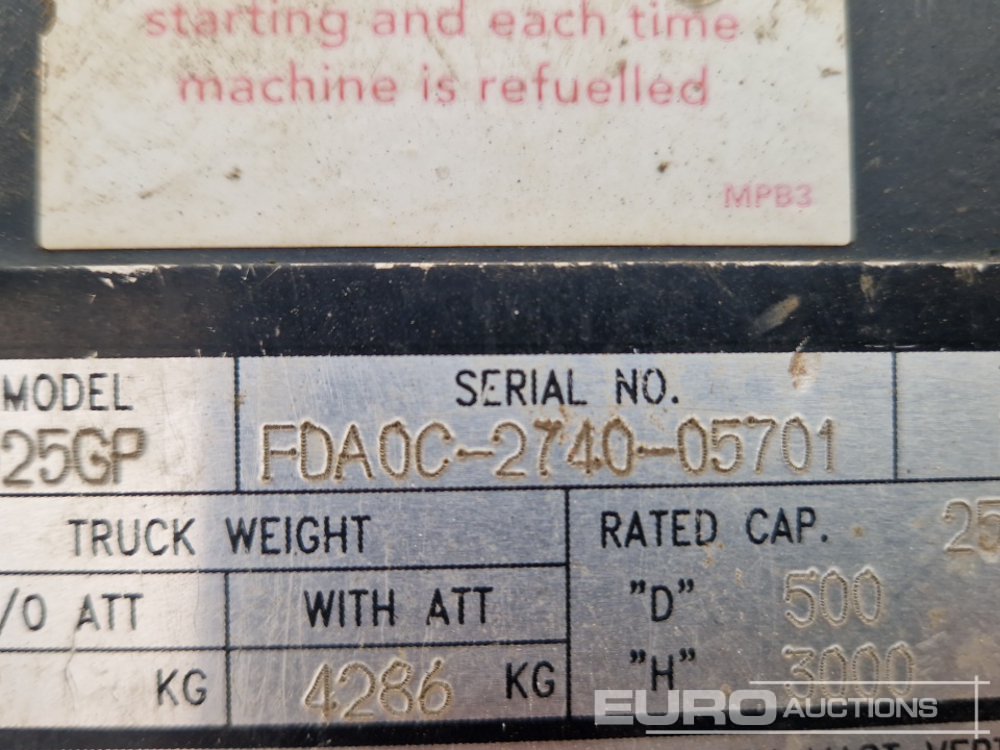 starting and each time
machine is refuelled
MPB3
MODEL SERIAL NO.
25GP FDA0C-2740-05701
TRUCK WEIGHT RATED CAP. 25
/O ATT WITH ATT "D" 500
KG 4286 KG "H" 3000
EURO AUCTIONS